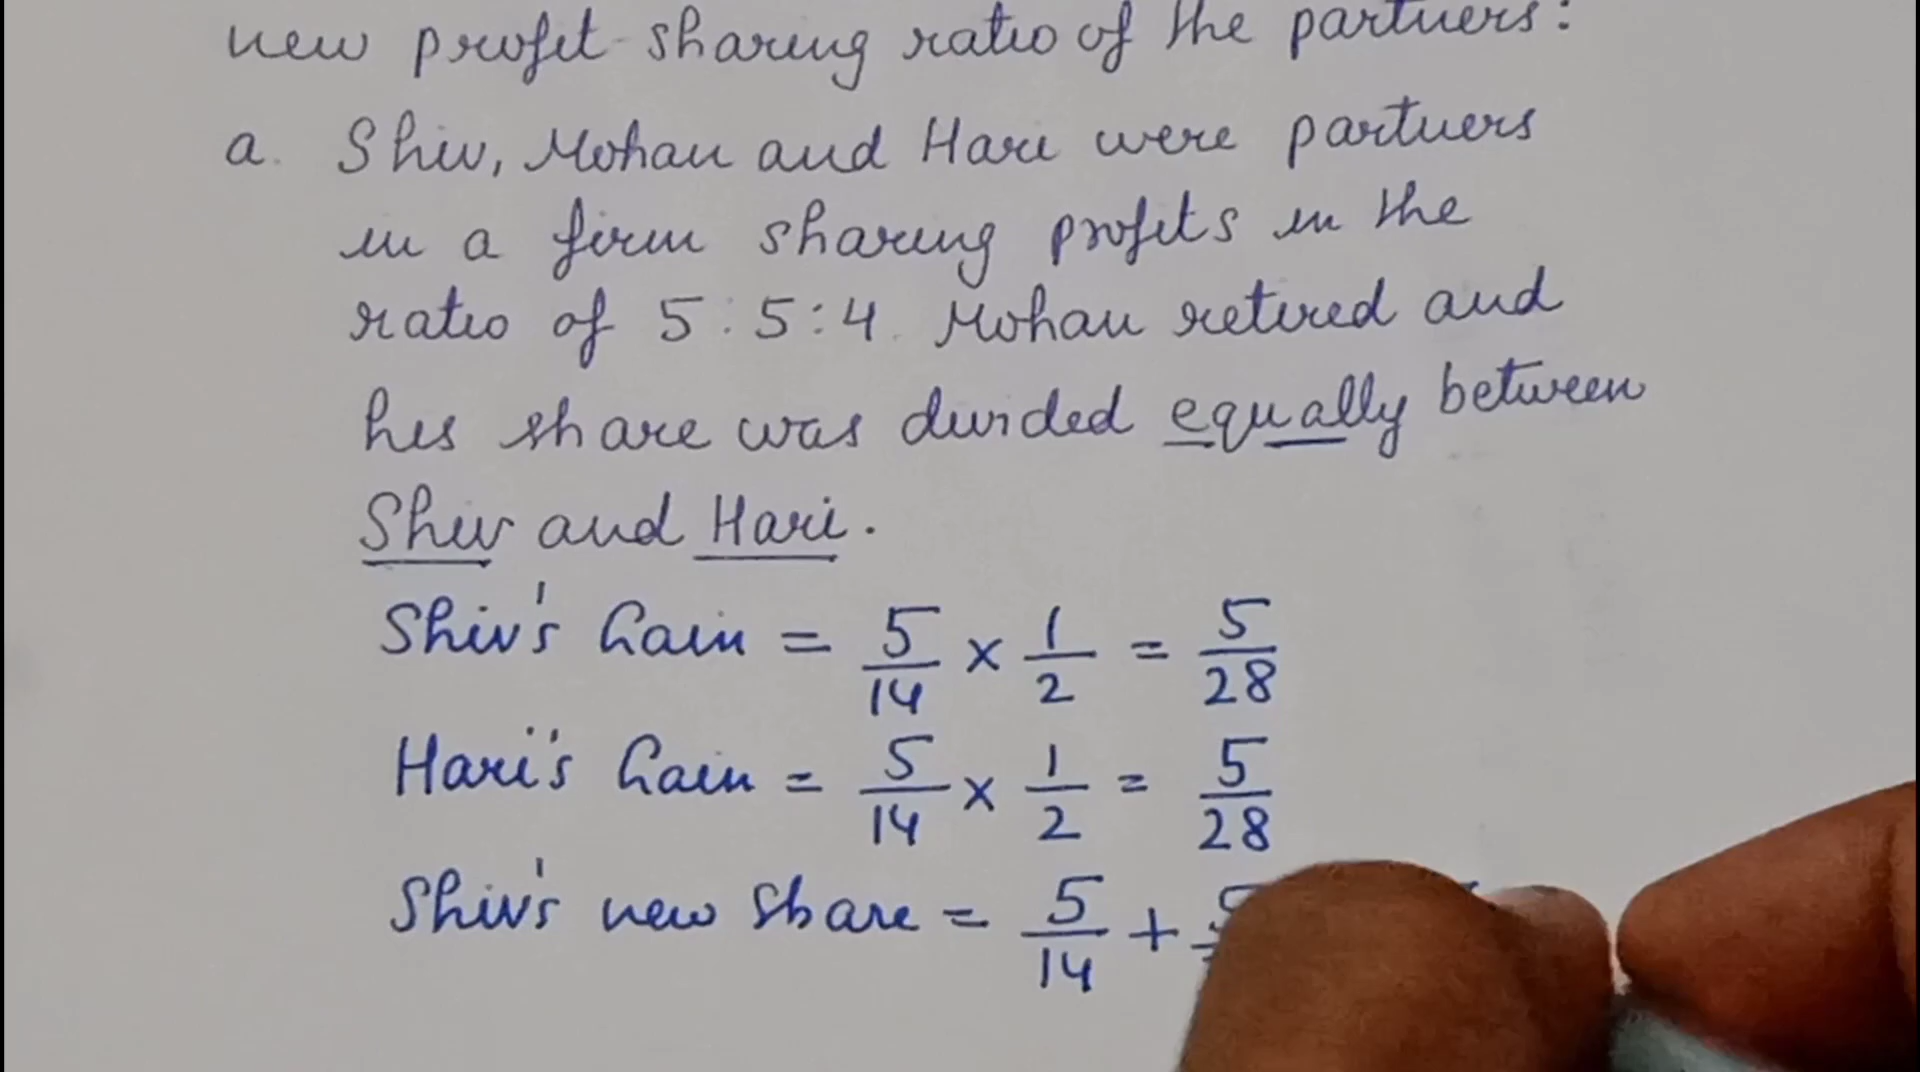 new profit sharing ratio of the partners:
a. Shiv, Mohan and Hari were partners
in a firm sharing profits in the
ratio of 5:5:4. Mohan retired and
his share was divided equally between
Shiv and Hari.
Shiv's Gain = 5/14 × 1/2 = 5/28
Hari's Gain = 5/14 × 1/2 = 5/28
Shiv's new share = 5/14 +